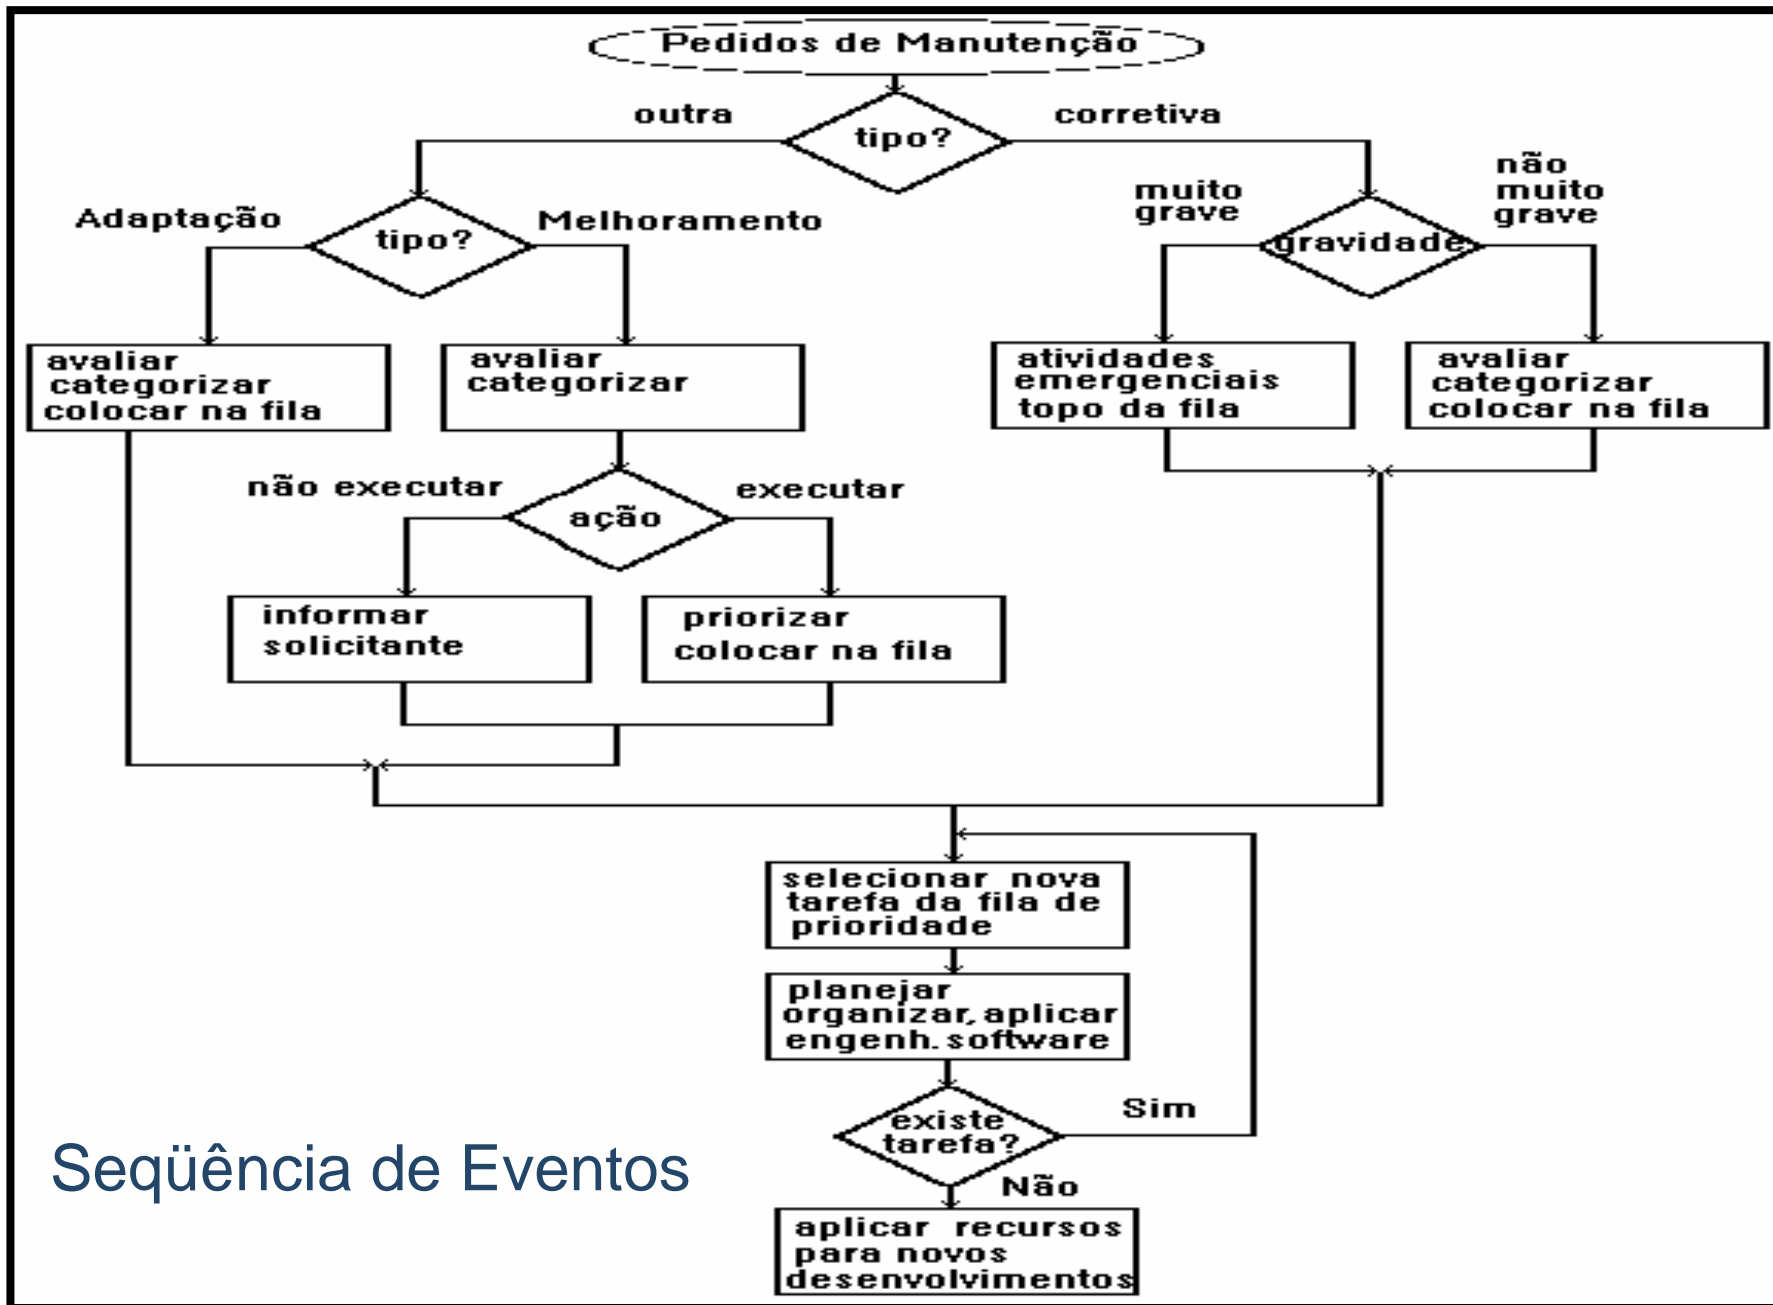 Pedidos de Manutenção
outra
tipo?
corretiva
Adaptação
tipo?
Melhoramento
muito
grave
gravidade
não
muito
grave
avaliar
categorizar
colocar na fila
avaliar
categorizar
atividades
emergenciais
topo da fila
avaliar
categorizar
colocar na fila
não executar
ação
executar
informar
solicitante
priorizar
colocar na fila
selecionar nova
tarefa da fila de
prioridade
planejar
organizar, aplicar
engenh. software
existe
tarefa?
Sim
Não
aplicar recursos
para novos
desenvolvimentos
Seqüência de Eventos